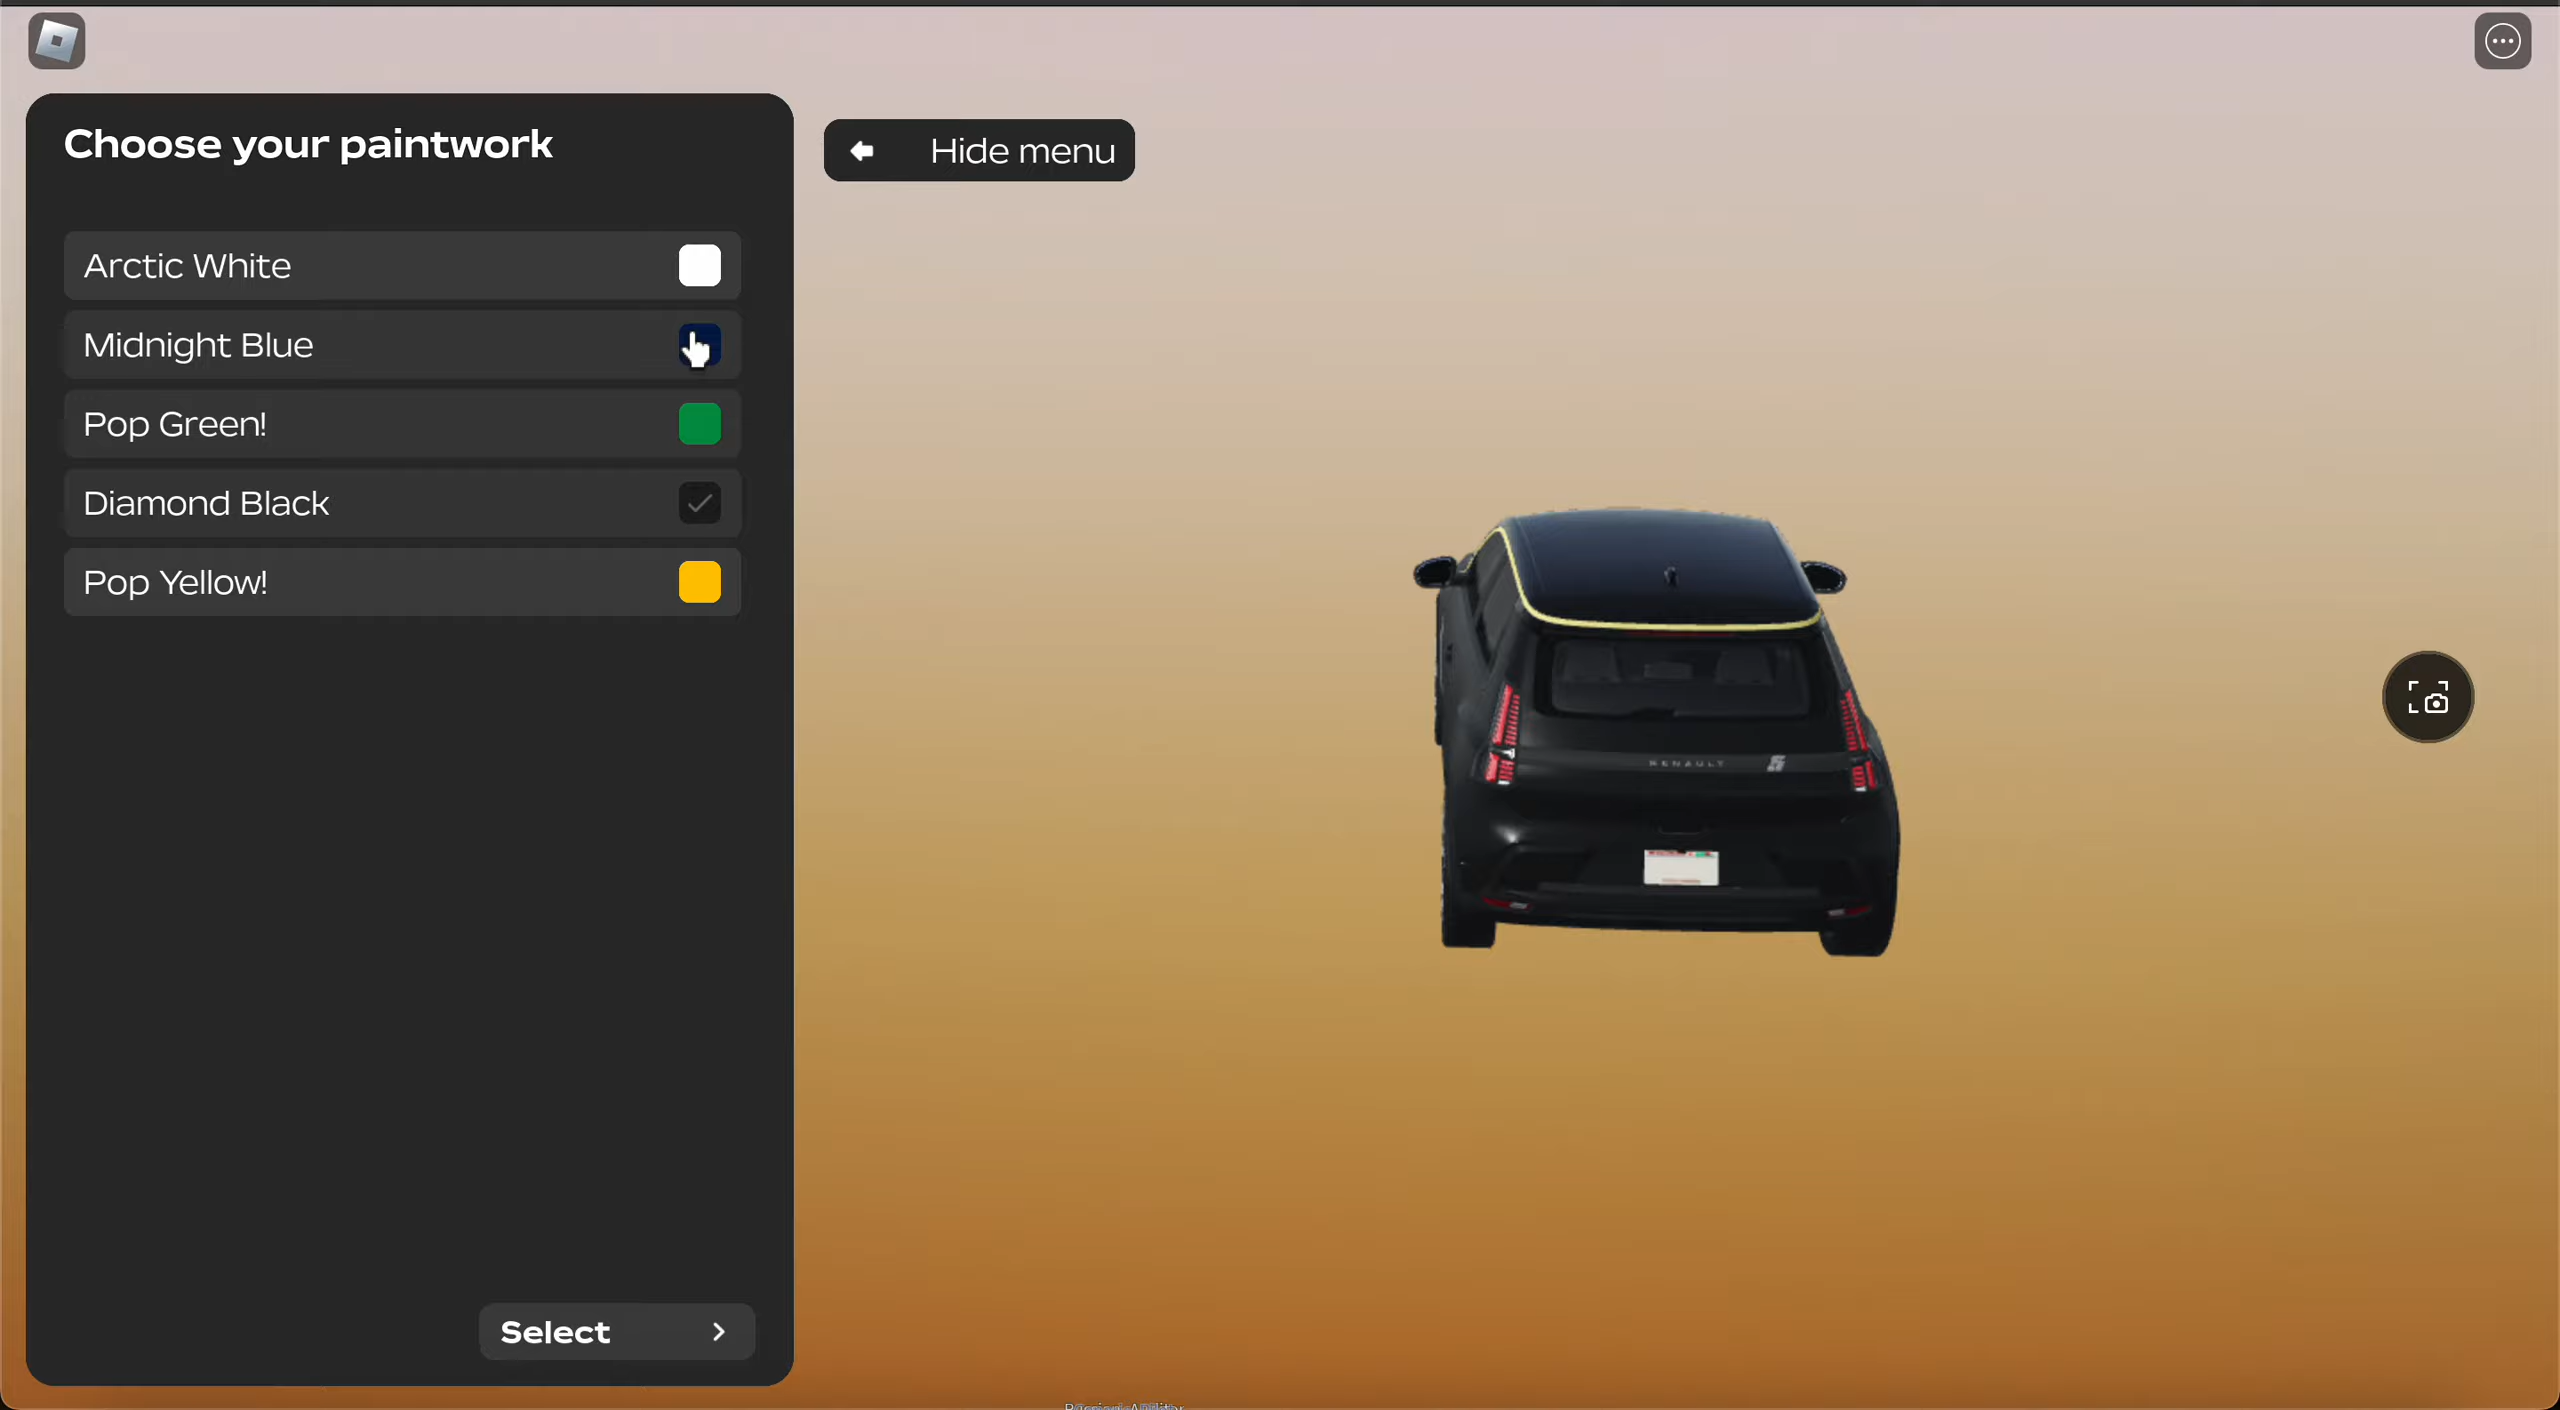 Choose your paintwork
Hide menu
Arctic White
Midnight Blue
Pop Green!
Diamond Black
Pop Yellow!
RENAULT
Select